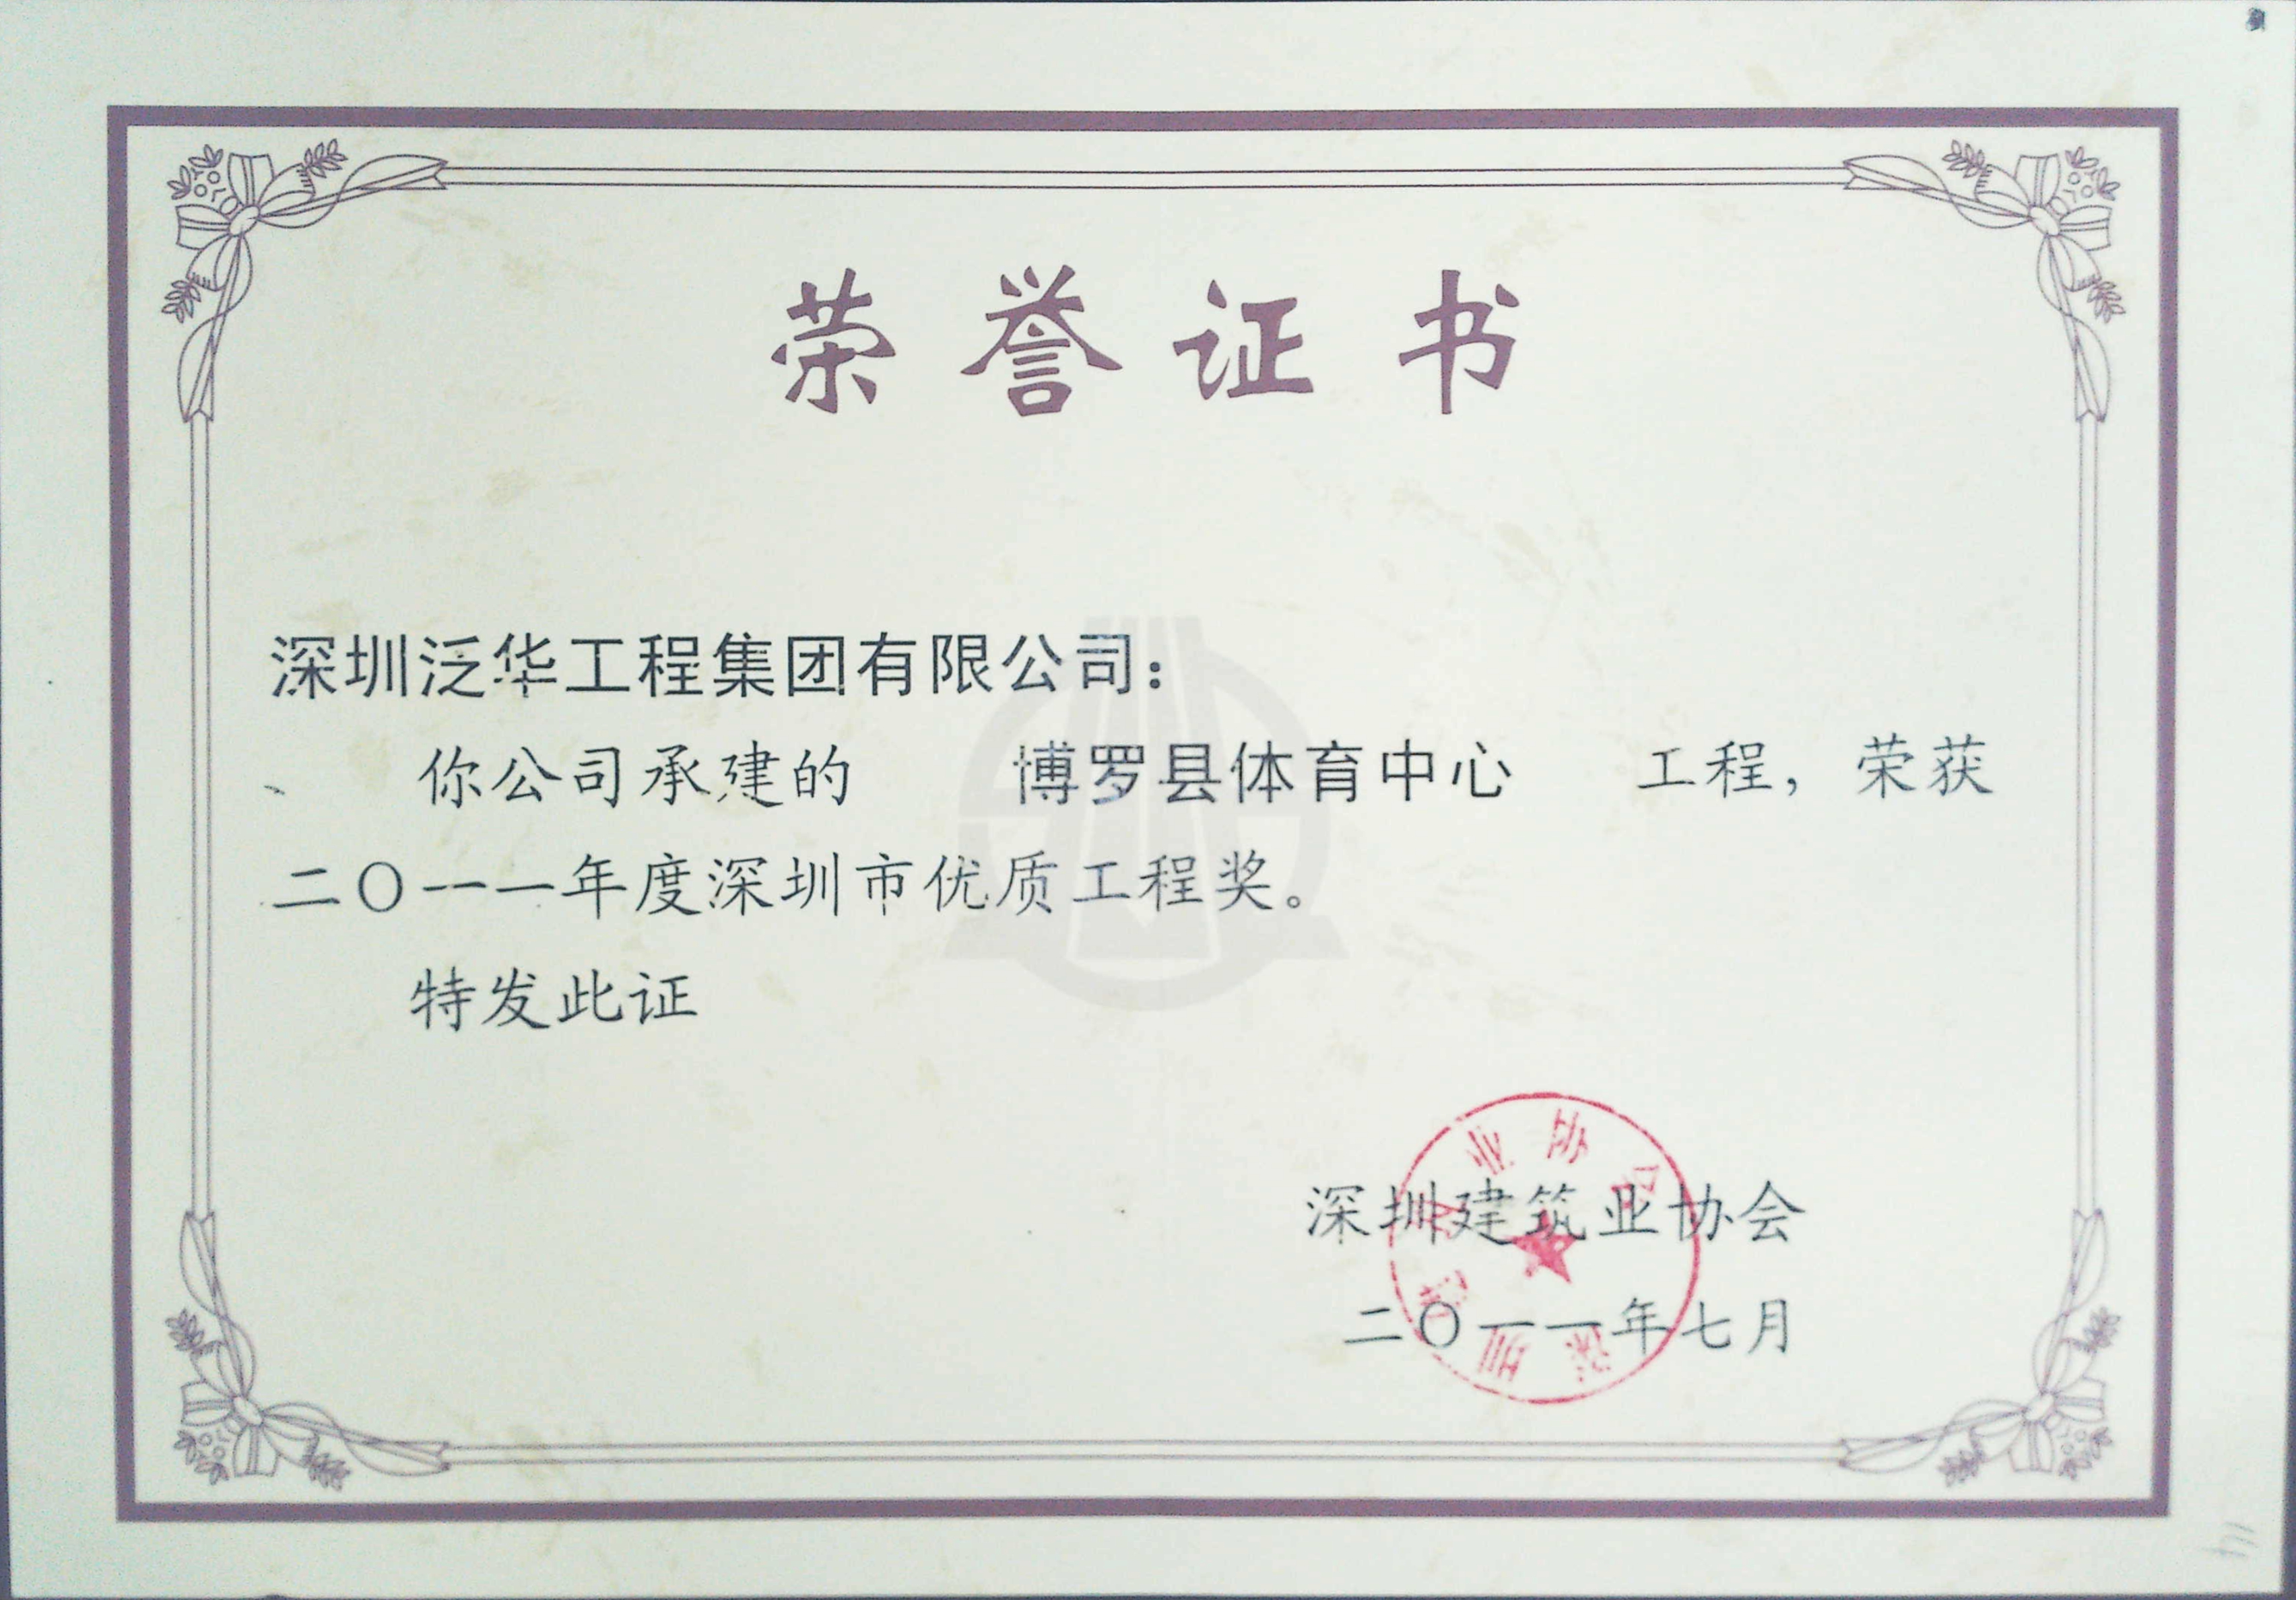 荣誉证书
深圳泛华工程集团有限公司：
你公司承建的 博罗县体育中心 工程，荣获
二〇一一年度深圳市优质工程奖。
特发此证
深圳建筑业协会
二〇一一年七月